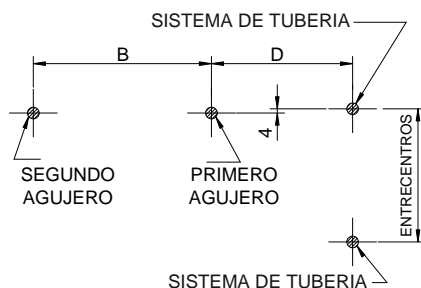 SISTEMA DE TUBERIA
B
D
4
SEGUNDO
AGUJERO
PRIMERO
AGUJERO
ENTRECENTROS
SISTEMA DE TUBERIA